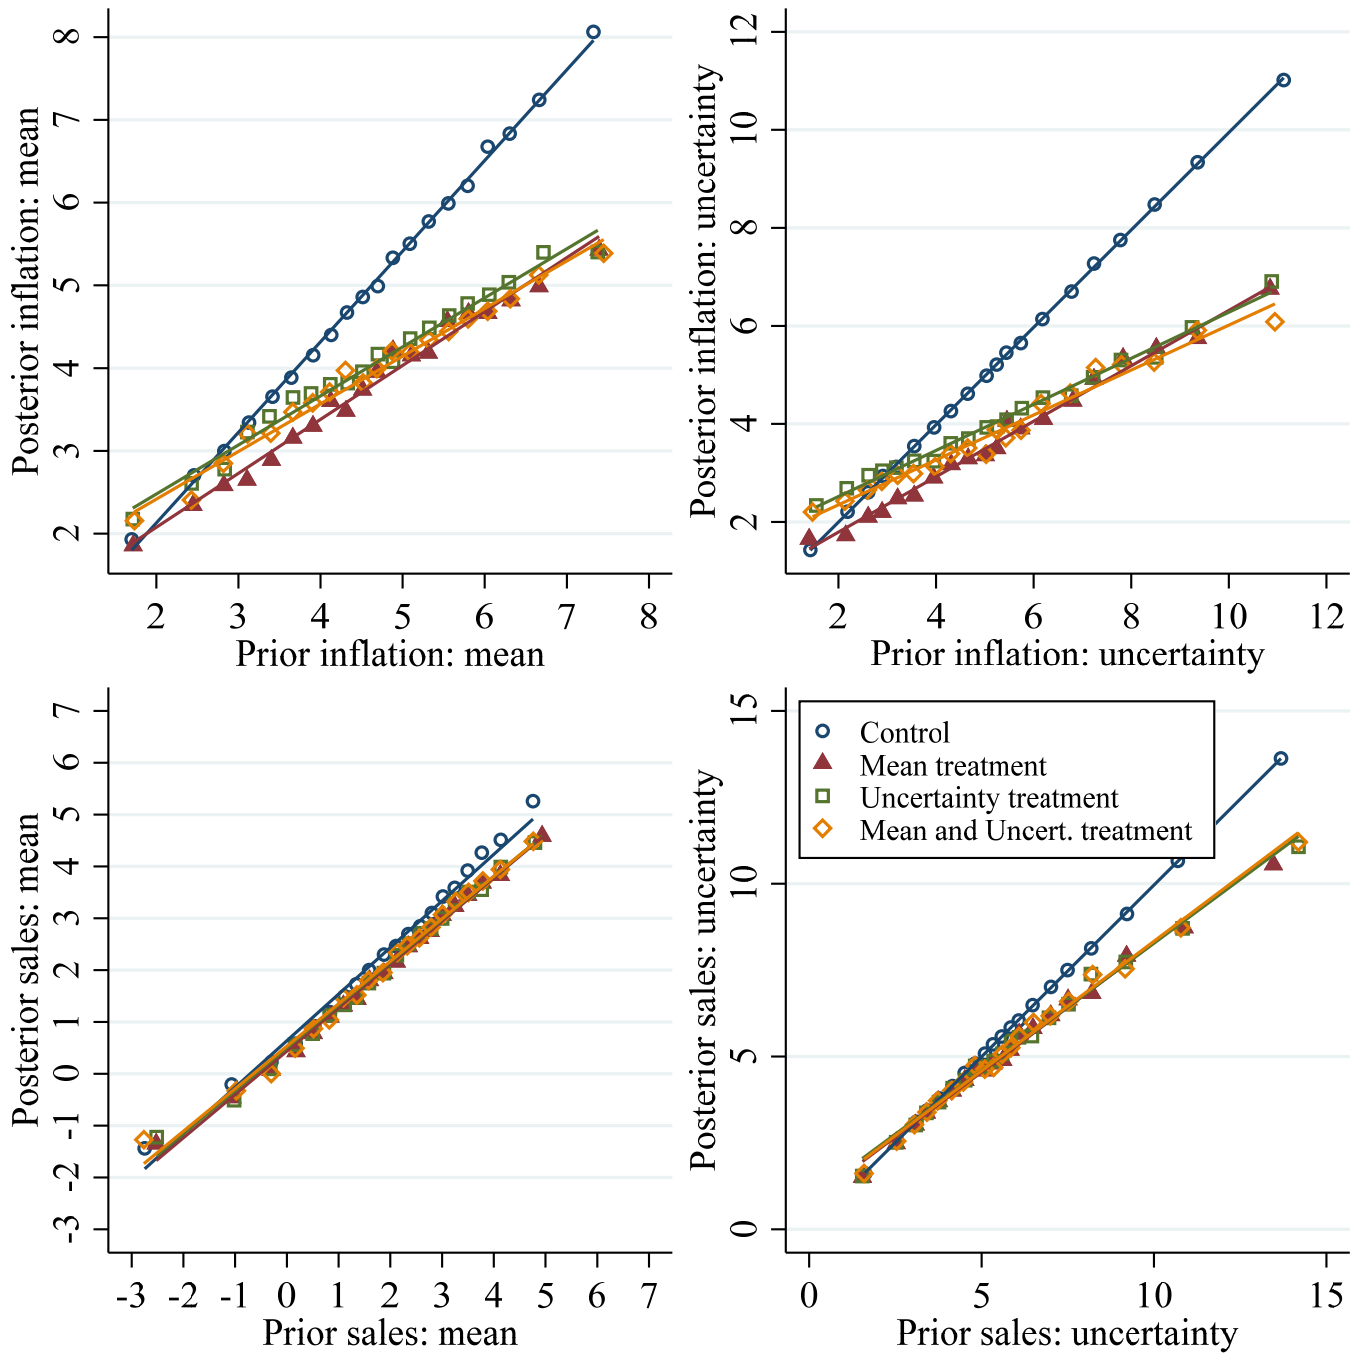 Posterior inflation: mean
8
7
6
5
4
3
2
2 3 4 5 6 7 8
Prior inflation: mean
Posterior inflation: uncertainty
12
10
8
6
4
2
2 4 6 8 10 12
Prior inflation: uncertainty
Posterior sales: mean
7
6
5
4
3
2
1
0
-1
-2
-3
-3 -2 -1 0 1 2 3 4 5 6 7
Prior sales: mean
Posterior sales: uncertainty
15
10
5
0
Control
Mean treatment
Uncertainty treatment
Mean and Uncert. treatment
0 5 10 15
Prior sales: uncertainty